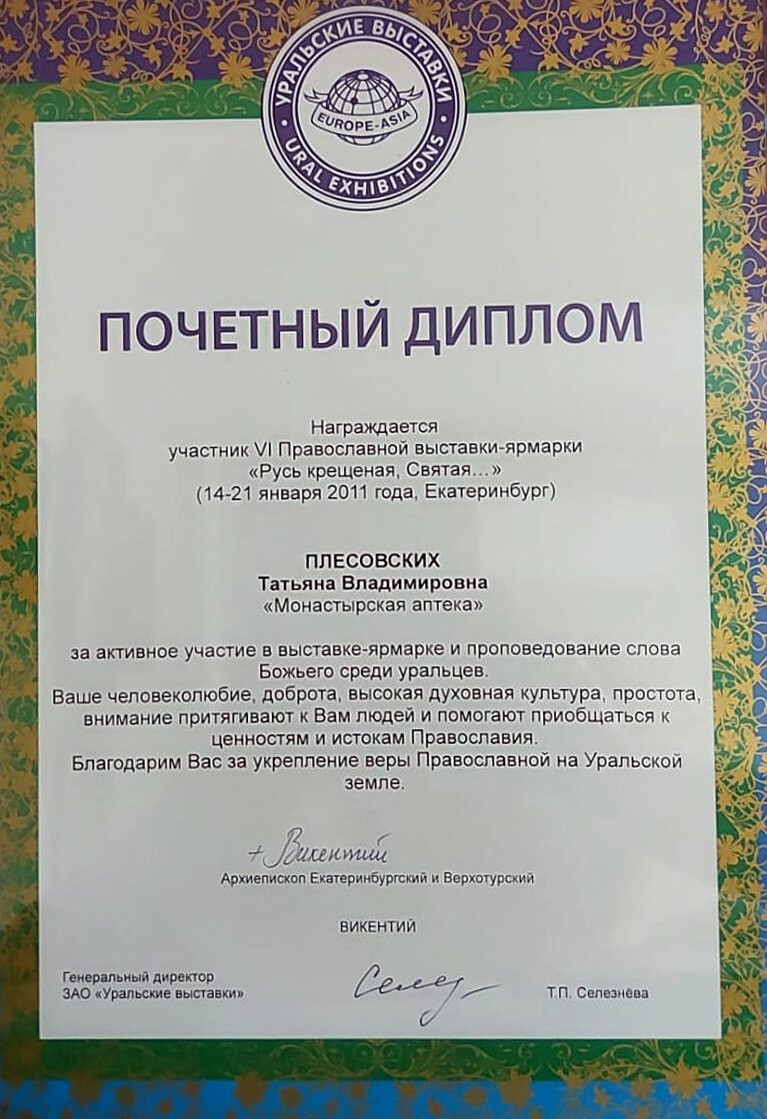 УРАЛЬСКИЕ ВЫСТАВКИ
EUROPE-ASIA
URAL EXHIBITIONS
ПОЧЕТНЫЙ ДИПЛОМ
Награждается
участник VI Православной выставки-ярмарки
«Русь крещеная, Святая...»
(14-21 января 2011 года, Екатеринбург)
ПЛЕСОВСКИХ
Татьяна Владимировна
«Монастырская аптека»
за активное участие в выставке-ярмарке и проповедование слова
Божьего среди уральцев.
Ваше человеколюбие, доброта, высокая духовная культура, простота,
внимание притягивают к Вам людей и помогают приобщаться к
ценностям и истокам Православия.
Благодарим Вас за укрепление веры Православной на Уральской
земле.
+ Викентий
Архиепископ Екатеринбургский и Верхотурский
ВИКЕНТИЙ
Генеральный директор
ЗАО «Уральские выставки»
Селез
Т.П. Селезнёва